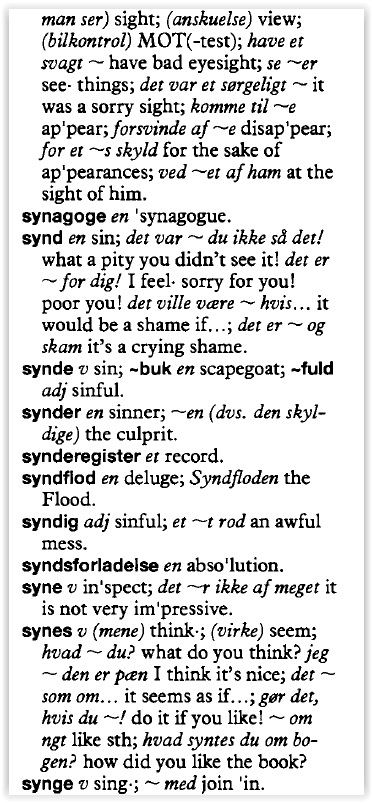 man ser) sight; (anskuelse) view;
(bilkontrol) MOT(-test); have et
svagt ~ have bad eyesight; se ~er
see· things; det var et sørgeligt ~ it
was a sorry sight; komme til ~e
ap'pear; forsvinde af ~e disap'pear;
for et ~s skyld for the sake of
ap'pearances; ved ~et af ham at the
sight of him.
synagoge en 'synagogue.
synd en sin; det var ~ du ikke så det!
what a pity you didn't see it! det er
~ for dig! I feel· sorry for you!
poor you! det ville være ~ hvis... it
would be a shame if...; det er ~ og
skam it's a crying shame.
synde v sin; ~buk en scapegoat; ~fuld
adj sinful.
synder en sinner; ~en (dvs. den skyl-
dige) the culprit.
synderegister et record.
syndflod en deluge; Syndfloden the
Flood.
syndig adj sinful; et ~t rod an awful
mess.
syndsforladelse en abso'lution.
syne v in'spect; det ~r ikke af meget it
is not very im'pressive.
synes v (mene) think·; (virke) seem;
hvad ~ du? what do you think? jeg
~ den er pæn I think it's nice; det ~
som om... it seems as if...; gør det,
hvis du ~! do it if you like! ~ om
ngt like sth; hvad syntes du om bo-
gen? how did you like the book?
synge v sing·; ~ med join 'in.